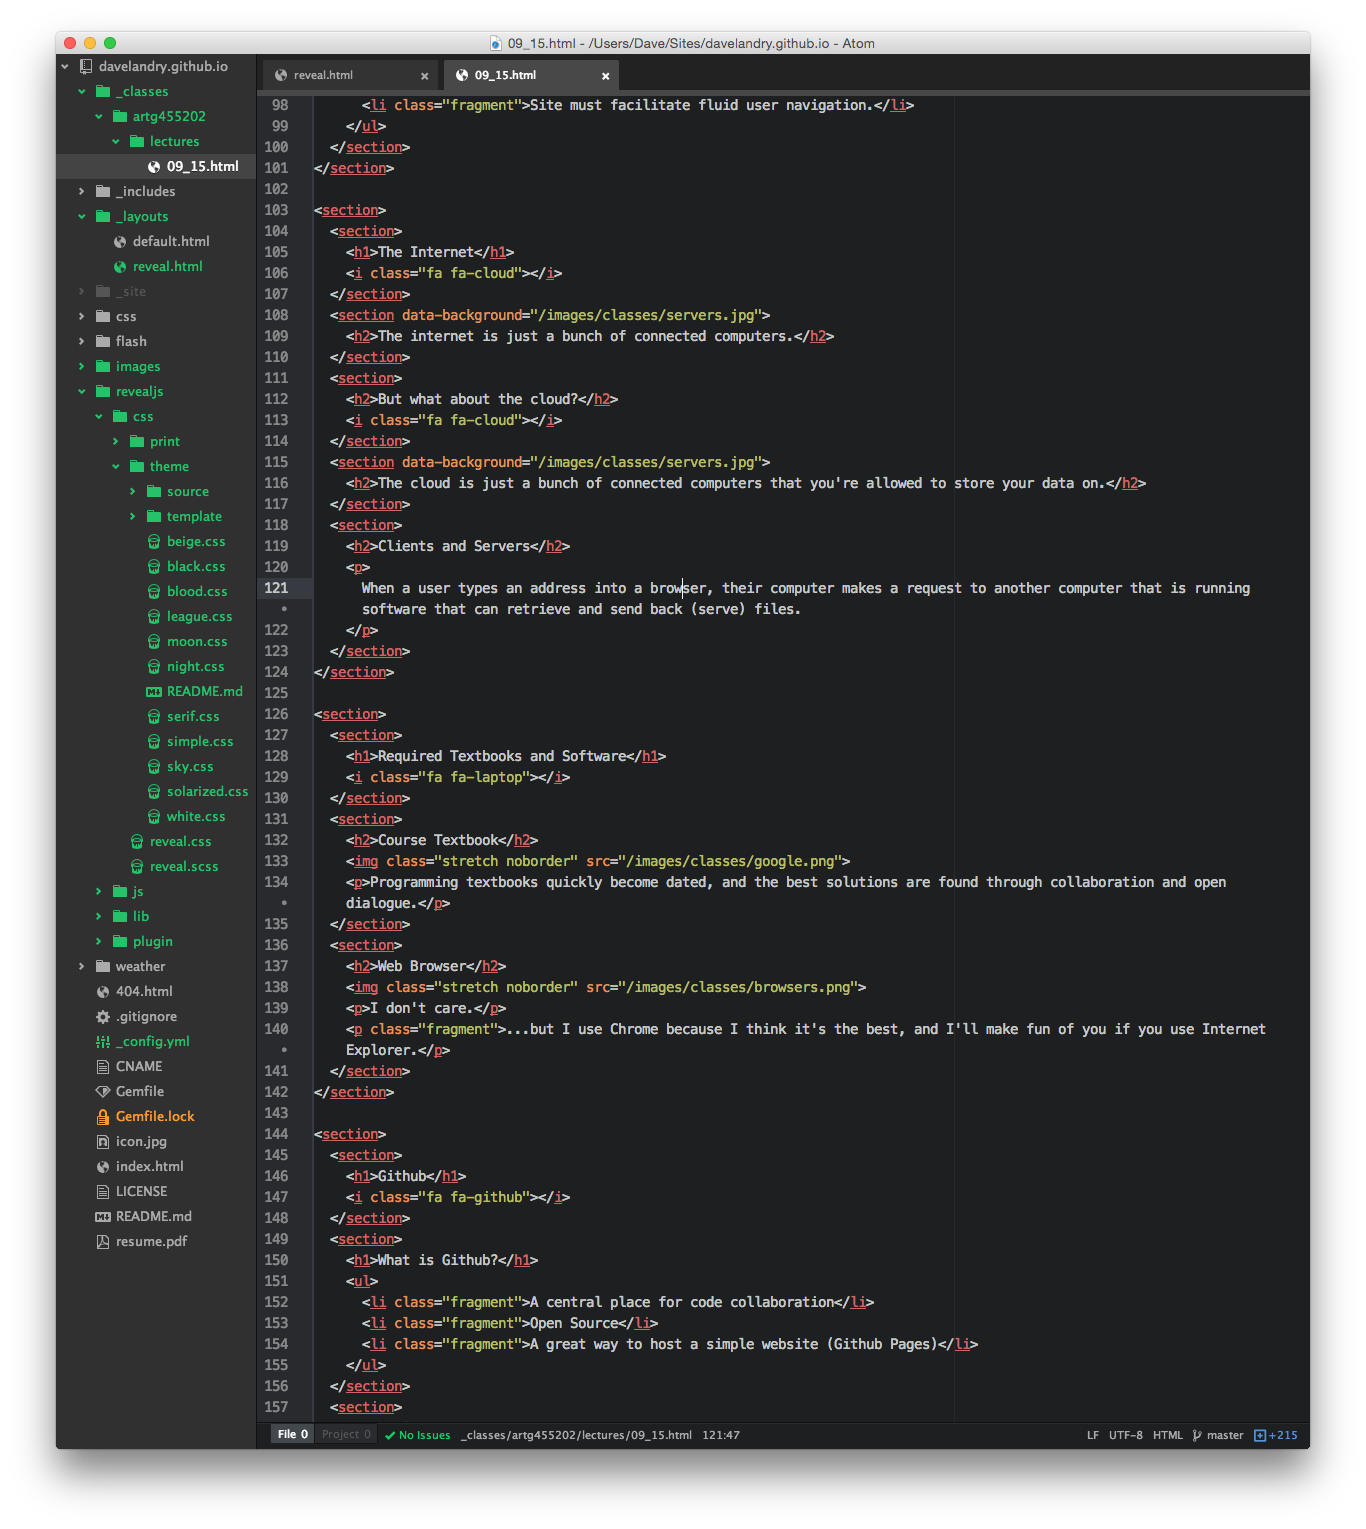 09_15.html - /Users/Dave/Sites/davelandry.github.io - Atom
davelandry.github.io
_classes
artg455202
lectures
09_15.html
_includes
_layouts
default.html
reveal.html
_site
css
flash
images
revealjs
css
print
theme
source
template
beige.css
black.css
blood.css
league.css
moon.css
night.css
README.md
serif.css
simple.css
sky.css
solarized.css
white.css
reveal.css
reveal.scss
js
lib
plugin
weather
404.html
.gitignore
_config.yml
CNAME
Gemfile
Gemfile.lock
icon.jpg
index.html
LICENSE
README.md
resume.pdf
reveal.html
09_15.html
98 <li class="fragment">Site must facilitate fluid user navigation.</li>
99 </ul>
100 </section>
101 </section>
102
103 <section>
104 <section>
105 <h1>The Internet</h1>
106 <i class="fa fa-cloud"></i>
107 </section>
108 <section data-background="/images/classes/servers.jpg">
109 <h2>The internet is just a bunch of connected computers.</h2>
110 </section>
111 <section>
112 <h2>But what about the cloud?</h2>
113 <i class="fa fa-cloud"></i>
114 </section>
115 <section data-background="/images/classes/servers.jpg">
116 <h2>The cloud is just a bunch of connected computers that you're allowed to store your data on.</h2>
117 </section>
118 <section>
119 <h2>Clients and Servers</h2>
120 <p>
121 When a user types an address into a browser, their computer makes a request to another computer that is running
• software that can retrieve and send back (serve) files.
122 </p>
123 </section>
124 </section>
125
126 <section>
127 <section>
128 <h1>Required Textbooks and Software</h1>
129 <i class="fa fa-laptop"></i>
130 </section>
131 <section>
132 <h2>Course Textbook</h2>
133 <img class="stretch noborder" src="/images/classes/google.png">
134 <p>Programming textbooks quickly become dated, and the best solutions are found through collaboration and open
• dialogue.</p>
135 </section>
136 <section>
137 <h2>Web Browser</h2>
138 <img class="stretch noborder" src="/images/classes/browsers.png">
139 <p>I don't care.</p>
140 <p class="fragment">...but I use Chrome because I think it's the best, and I'll make fun of you if you use Internet
• Explorer.</p>
141 </section>
142 </section>
143
144 <section>
145 <section>
146 <h1>Github</h1>
147 <i class="fa fa-github"></i>
148 </section>
149 <section>
150 <h1>What is Github?</h1>
151 <ul>
152 <li class="fragment">A central place for code collaboration</li>
153 <li class="fragment">Open Source</li>
154 <li class="fragment">A great way to host a simple website (Github Pages)</li>
155 </ul>
156 </section>
157 <section>
File 0 Project 0 No Issues _classes/artg455202/lectures/09_15.html 121:47 LF UTF-8 HTML master +215